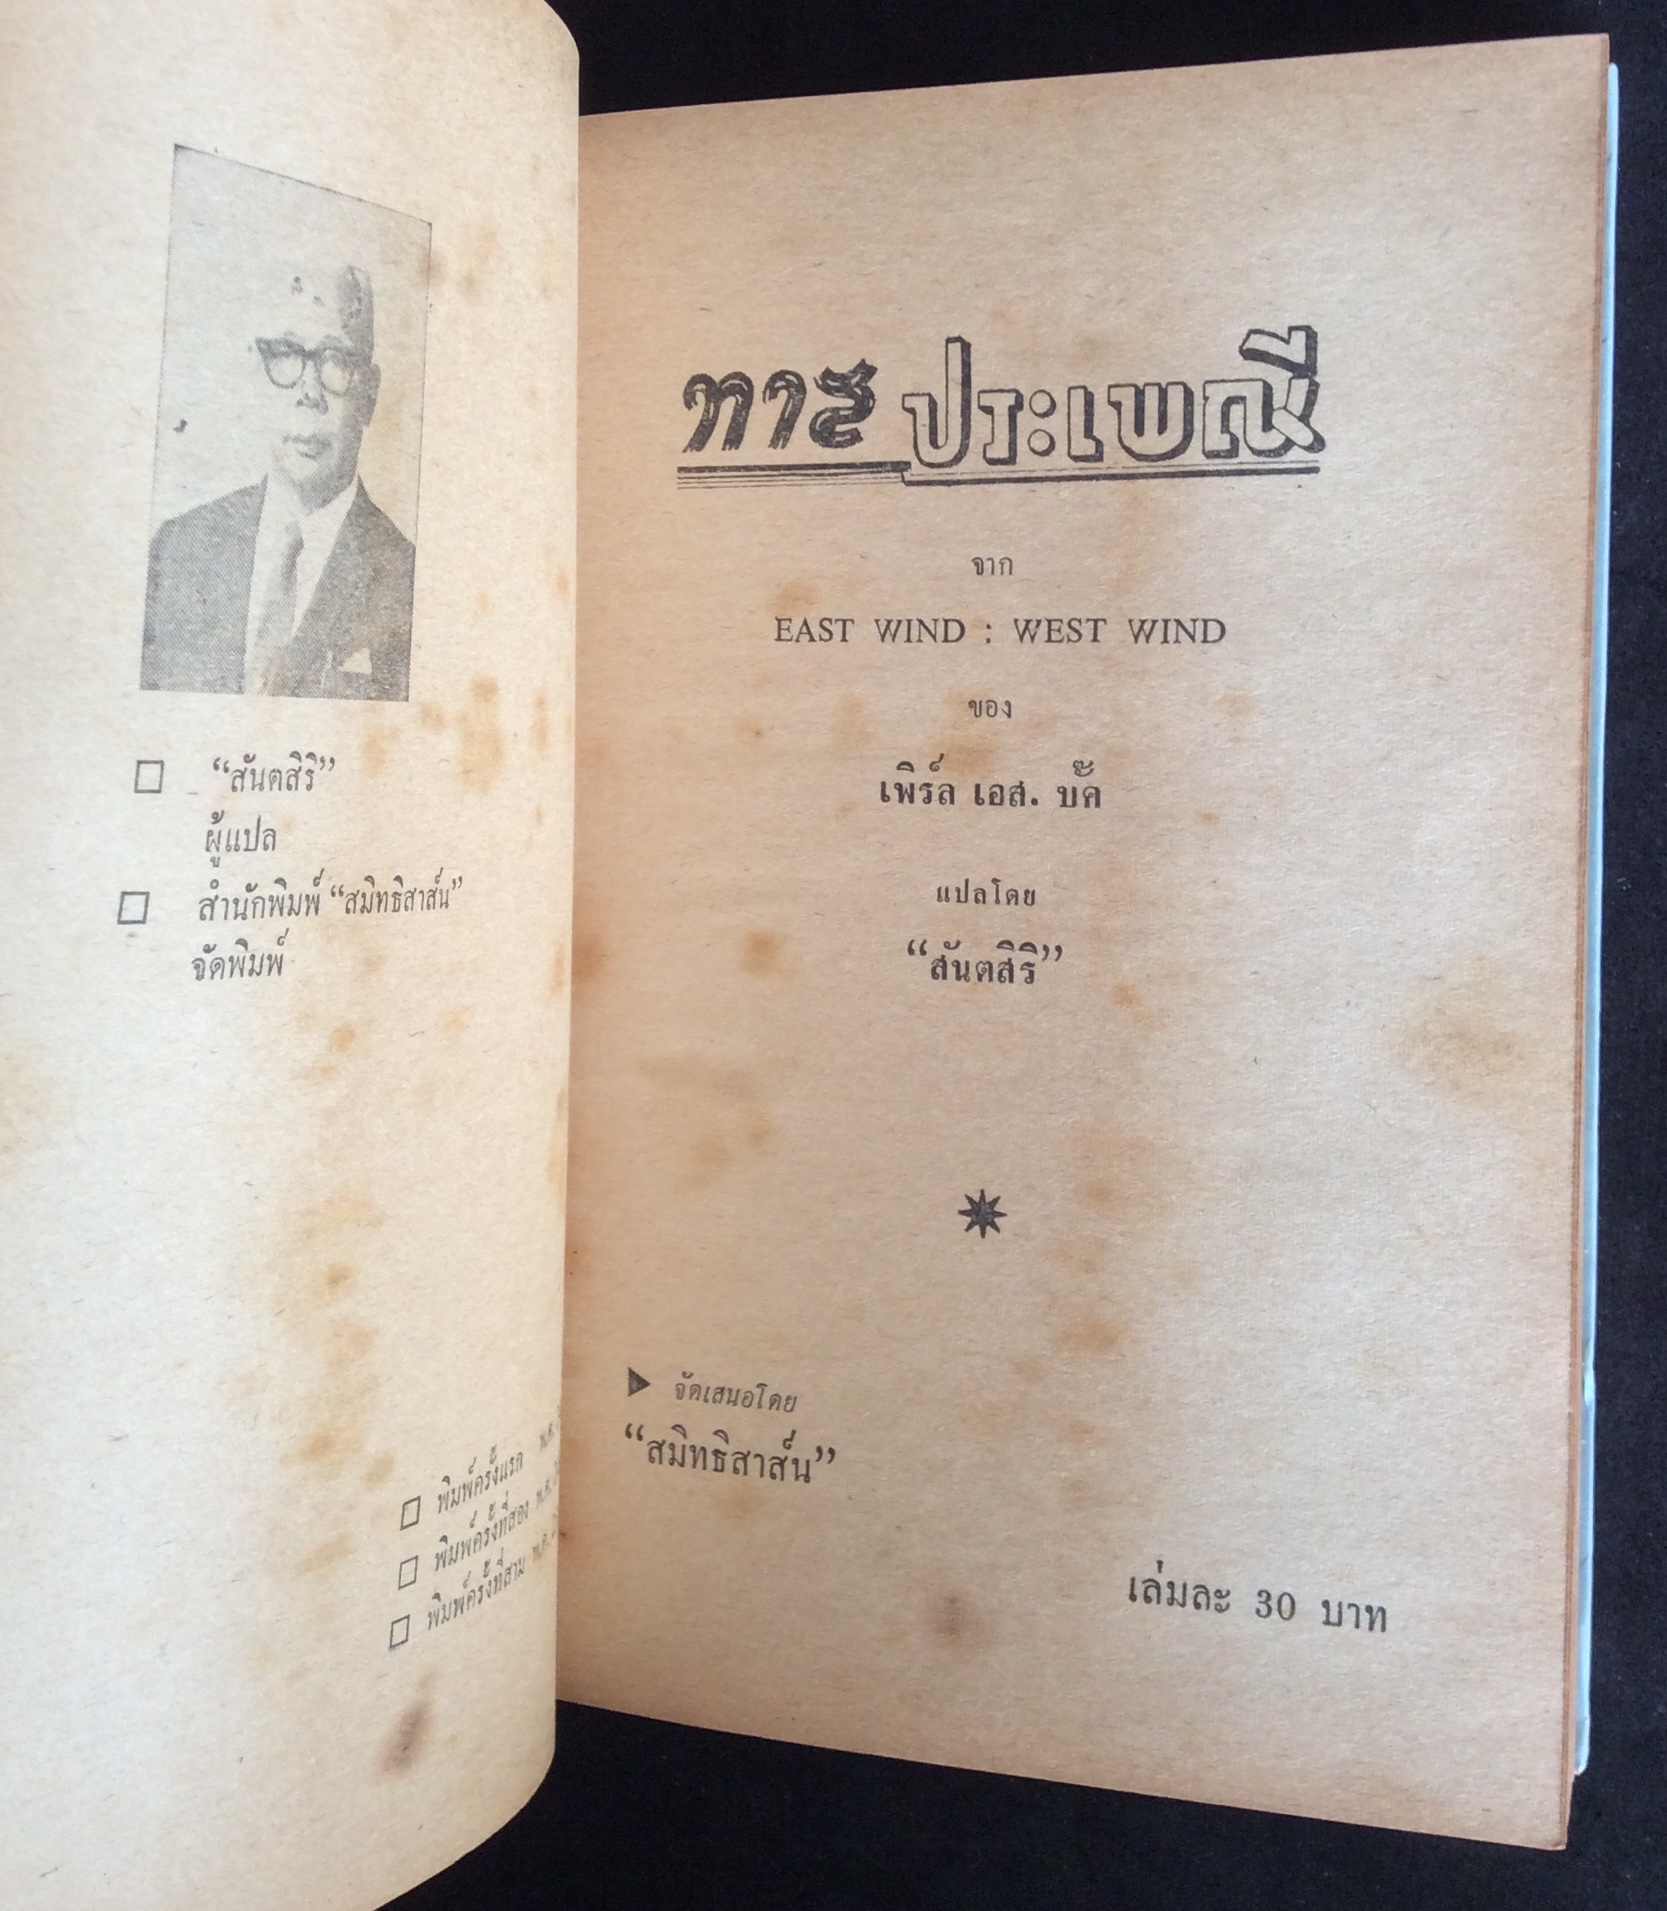 “สันตสิริ”
ผู้แปล
สำนักพิมพ์ “สมิทธิสาส์น”
จัดพิมพ์
พิมพ์ครั้งแรก พ.ศ.
พิมพ์ครั้งที่สอง พ.ศ.
พิมพ์ครั้งที่สาม พ.ศ.
ทาสประเพณี
จาก
EAST WIND : WEST WIND
ของ
เพิร์ล เอส. บั๊ค
แปลโดย
“สันตสิริ”
จัดเสนอโดย
“สมิทธิสาส์น”
เล่มละ 30 บาท